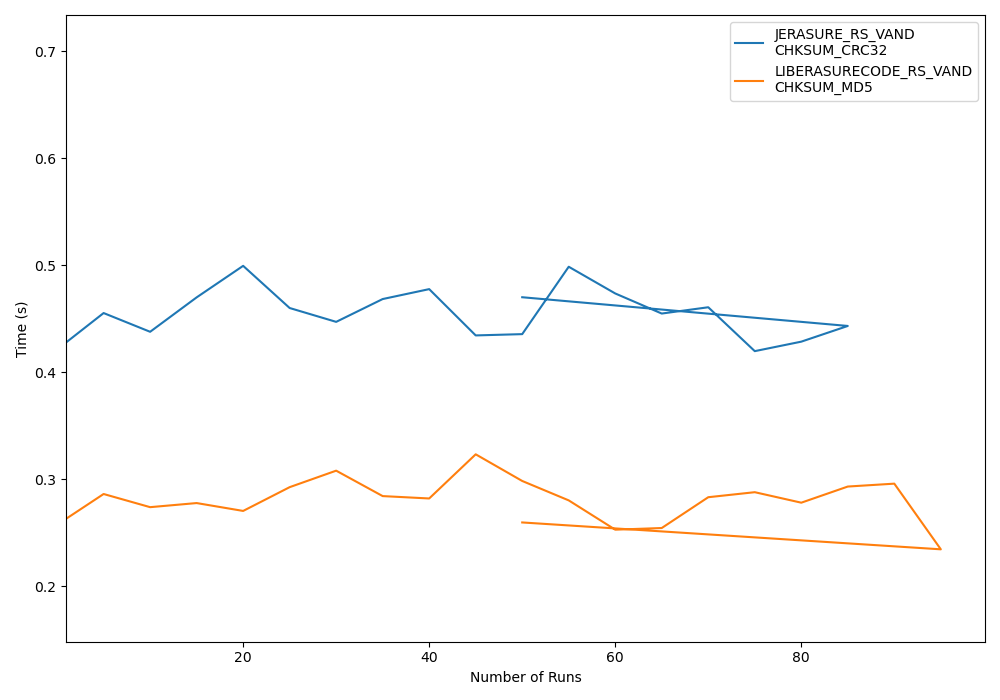 JERASURE_RS_VAND
CHKSUM_CRC32
LIBERASURECODE_RS_VAND
CHKSUM_MD5
0.7
0.6
0.5
0.4
0.3
0.2
Time (s)
20 40 60 80
Number of Runs